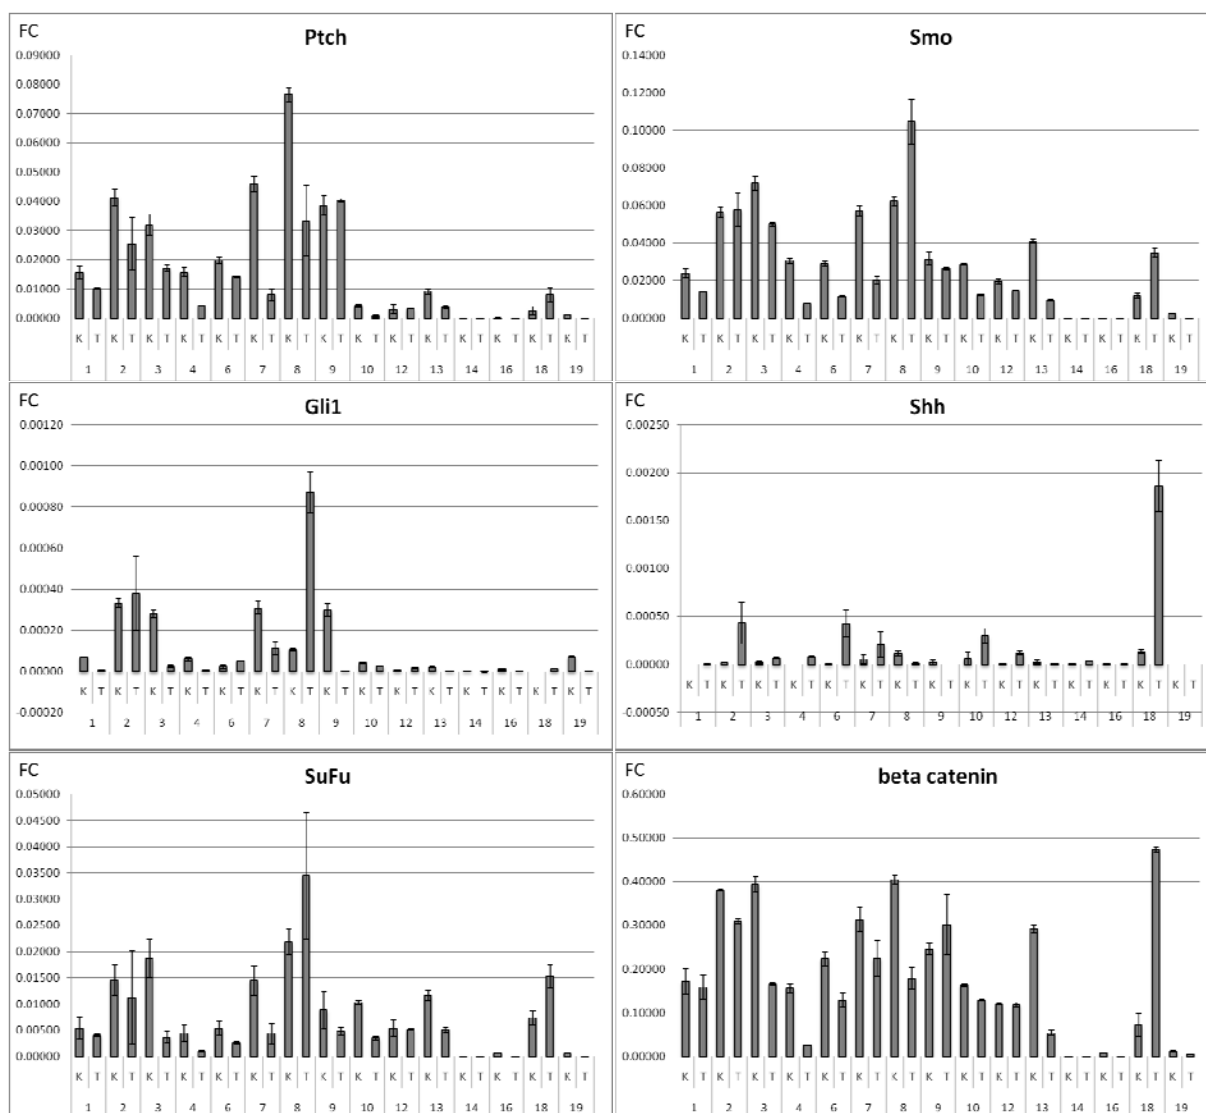 FC
Ptch
0.09000
0.08000
0.07000
0.06000
0.05000
0.04000
0.03000
0.02000
0.01000
0.00000
K T K T K T K T K T K T K T K T K T K T K T K T K T K T K T
1 2 3 4 6 7 8 9 10 12 13 14 16 18 19
FC
Smo
0.14000
0.12000
0.10000
0.08000
0.06000
0.04000
0.02000
0.00000
K T K T K T K T K T K T K T K T K T K T K T K T K T K T K T
1 2 3 4 6 7 8 9 10 12 13 14 16 18 19
FC
Gli1
0.00120
0.00100
0.00080
0.00060
0.00040
0.00020
0.00000
-0.00020
K T K T K T K T K T K T K T K T K T K T K T K T K T K T K T
1 2 3 4 6 7 8 9 10 12 13 14 16 18 19
FC
Shh
0.00250
0.00200
0.00150
0.00100
0.00050
0.00000
-0.00050
K T K T K T K T K T K T K T K T K T K T K T K T K T K T K T
1 2 3 4 6 7 8 9 10 12 13 14 16 18 19
FC
SuFu
0.05000
0.04500
0.04000
0.03500
0.03000
0.02500
0.02000
0.01500
0.01000
0.00500
0.00000
K T K T K T K T K T K T K T K T K T K T K T K T K T K T K T
1 2 3 4 6 7 8 9 10 12 13 14 16 18 19
FC
beta catenin
0.60000
0.50000
0.40000
0.30000
0.20000
0.10000
0.00000
K T K T K T K T K T K T K T K T K T K T K T K T K T K T K T
1 2 3 4 6 7 8 9 10 12 13 14 16 18 19